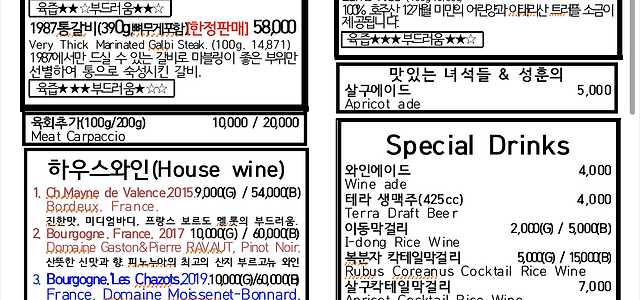 육즙★★☆부드러움★★☆
1987통갈비(390g뼈무게포함)[한정판매] 58,000
Very Thick Marinated Galbi Steak. (100g. 14,871)
1987에서만 드실 수 있는 갈비로 마블링이 좋은 부위만
선별하여 통으로 숙성시킨 갈비.
육즙★★★부드러움★☆☆
육회추가(100g/200g) 10,000 / 20,000
Meat Carpaccio
하우스와인(House wine)
1. Ch.Mayne de Valence.2015.9,000(G) / 54,000(B)
Bordeux, France.
진한맛, 미디엄바디, 프랑스 보르도 멜롯의 부드러움.
2. Bourgogne, France, 2017 10,000(G) / 60,000(B)
Domaine Gaston&Pierre RAVAUT, Pinot Noir.
산뜻한 신맛과 향 피노누아의 최고의 산지 부르고뉴 와인
3. Bourgogne,"Les Chazots,2019.10,000(G)/60,000(B)
France, Domaine Moissenet-Bonnard,
100% 호주산 12개월 미만의 어린양과 이태리산 트러플 소금이
제공됩니다.
육즙★★★부드러움★★☆
맛있는 녀석들 & 성훈의
살구에이드 5,000
Apricot ade
Special Drinks
와인에이드 4,000
Wine ade
테라 생맥주(425cc) 4,000
Terra Draft Beer
이동막걸리 2,000(G) / 5,000(B)
I-dong Rice Wine
복분자 칵테일막걸리 5,000(G) / 15,000(B)
Rubus Coreanus Cocktail Rice Wine
살구칵테일막걸리 7,000
Apricot Cocktail Rice Wine